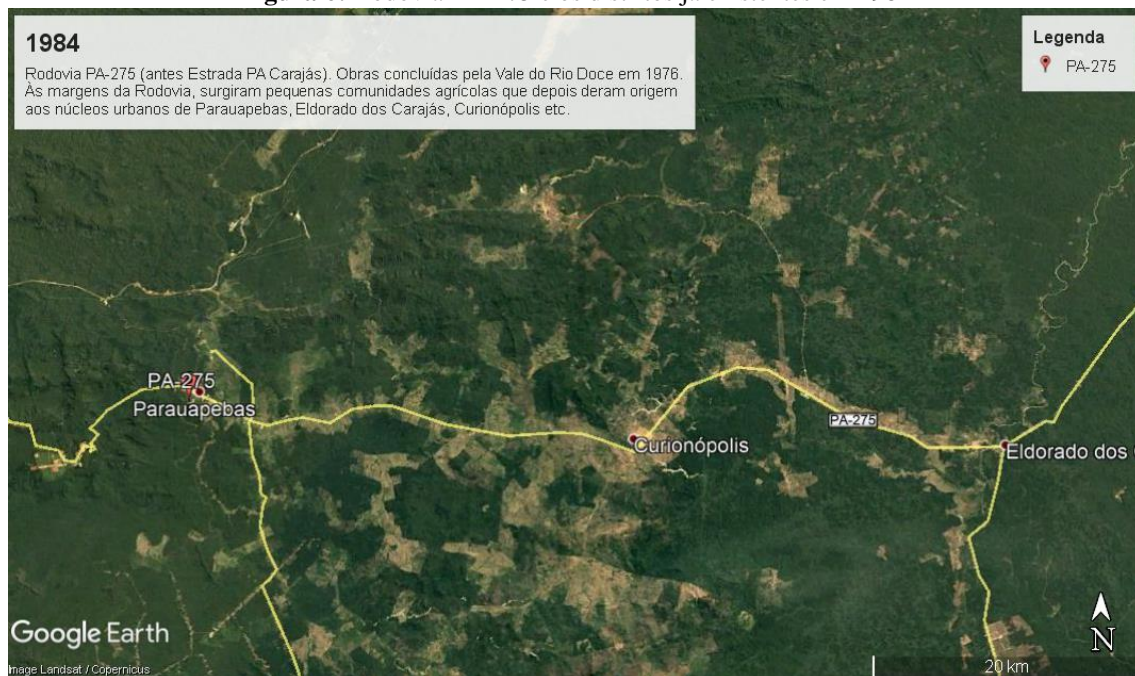 1984
Rodovia PA-275 (antes Estrada PA Carajás). Obras concluídas pela Vale do Rio Doce em 1976.
Às margens da Rodovia, surgiram pequenas comunidades agrícolas que depois deram origem
aos núcleos urbanos de Parauapebas, Eldorado dos Carajás, Curionópolis etc.
Legenda
PA-275
PA-275
Parauapebas
Curionópolis
PA-275
Eldorado dos
N
Google Earth
Image Landsat / Copernicus
20 km